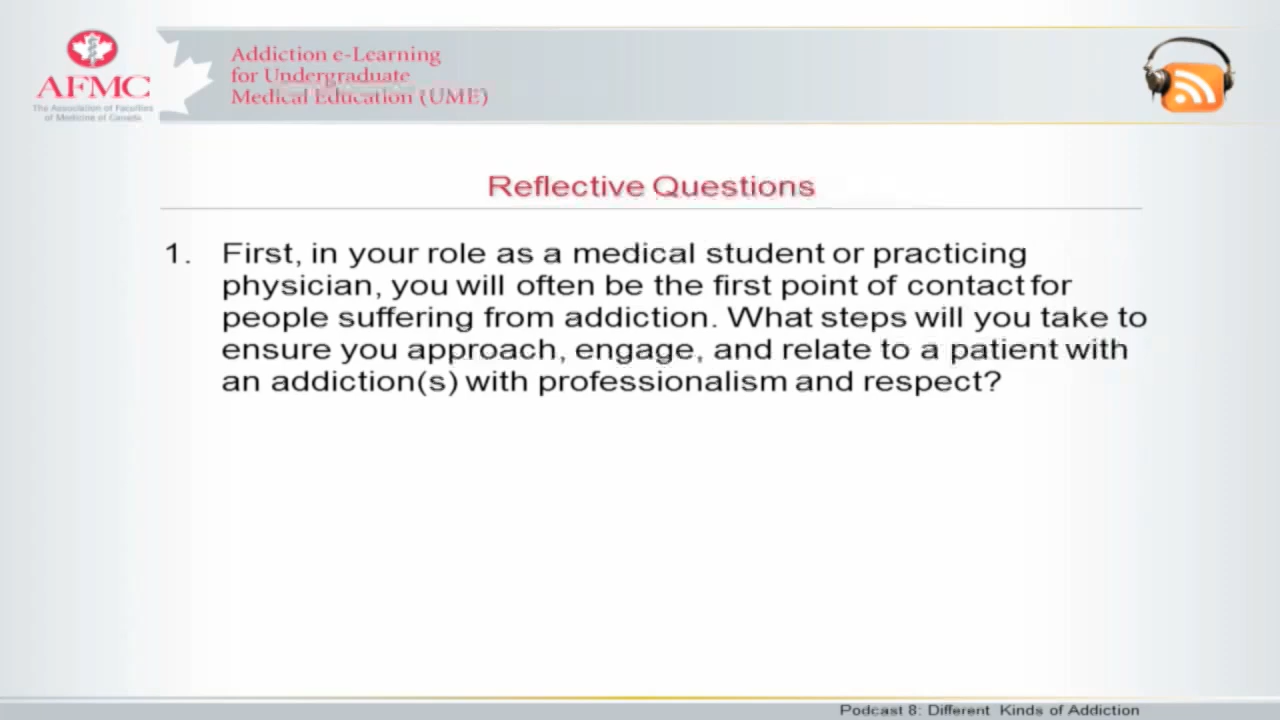 AFMC
The Association of Faculties
of Medicine of Canada
Addiction e-Learning
for Undergraduate
Medical Education (UME)
Reflective Questions
1. First, in your role as a medical student or practicing
physician, you will often be the first point of contact for
people suffering from addiction. What steps will you take to
ensure you approach, engage, and relate to a patient with
an addiction(s) with professionalism and respect?
Podcast 8: Different Kinds of Addiction